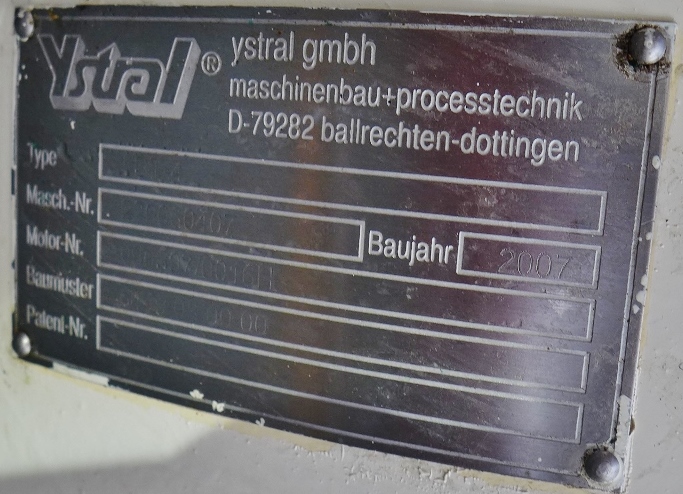 Ystral ® ystral gmbh
maschinenbau+processtechnik
D-79282 ballrechten-dottingen
Type
Masch.-Nr.
Baujahr 2007
Motor-Nr.
Baumuster
Patent-Nr.